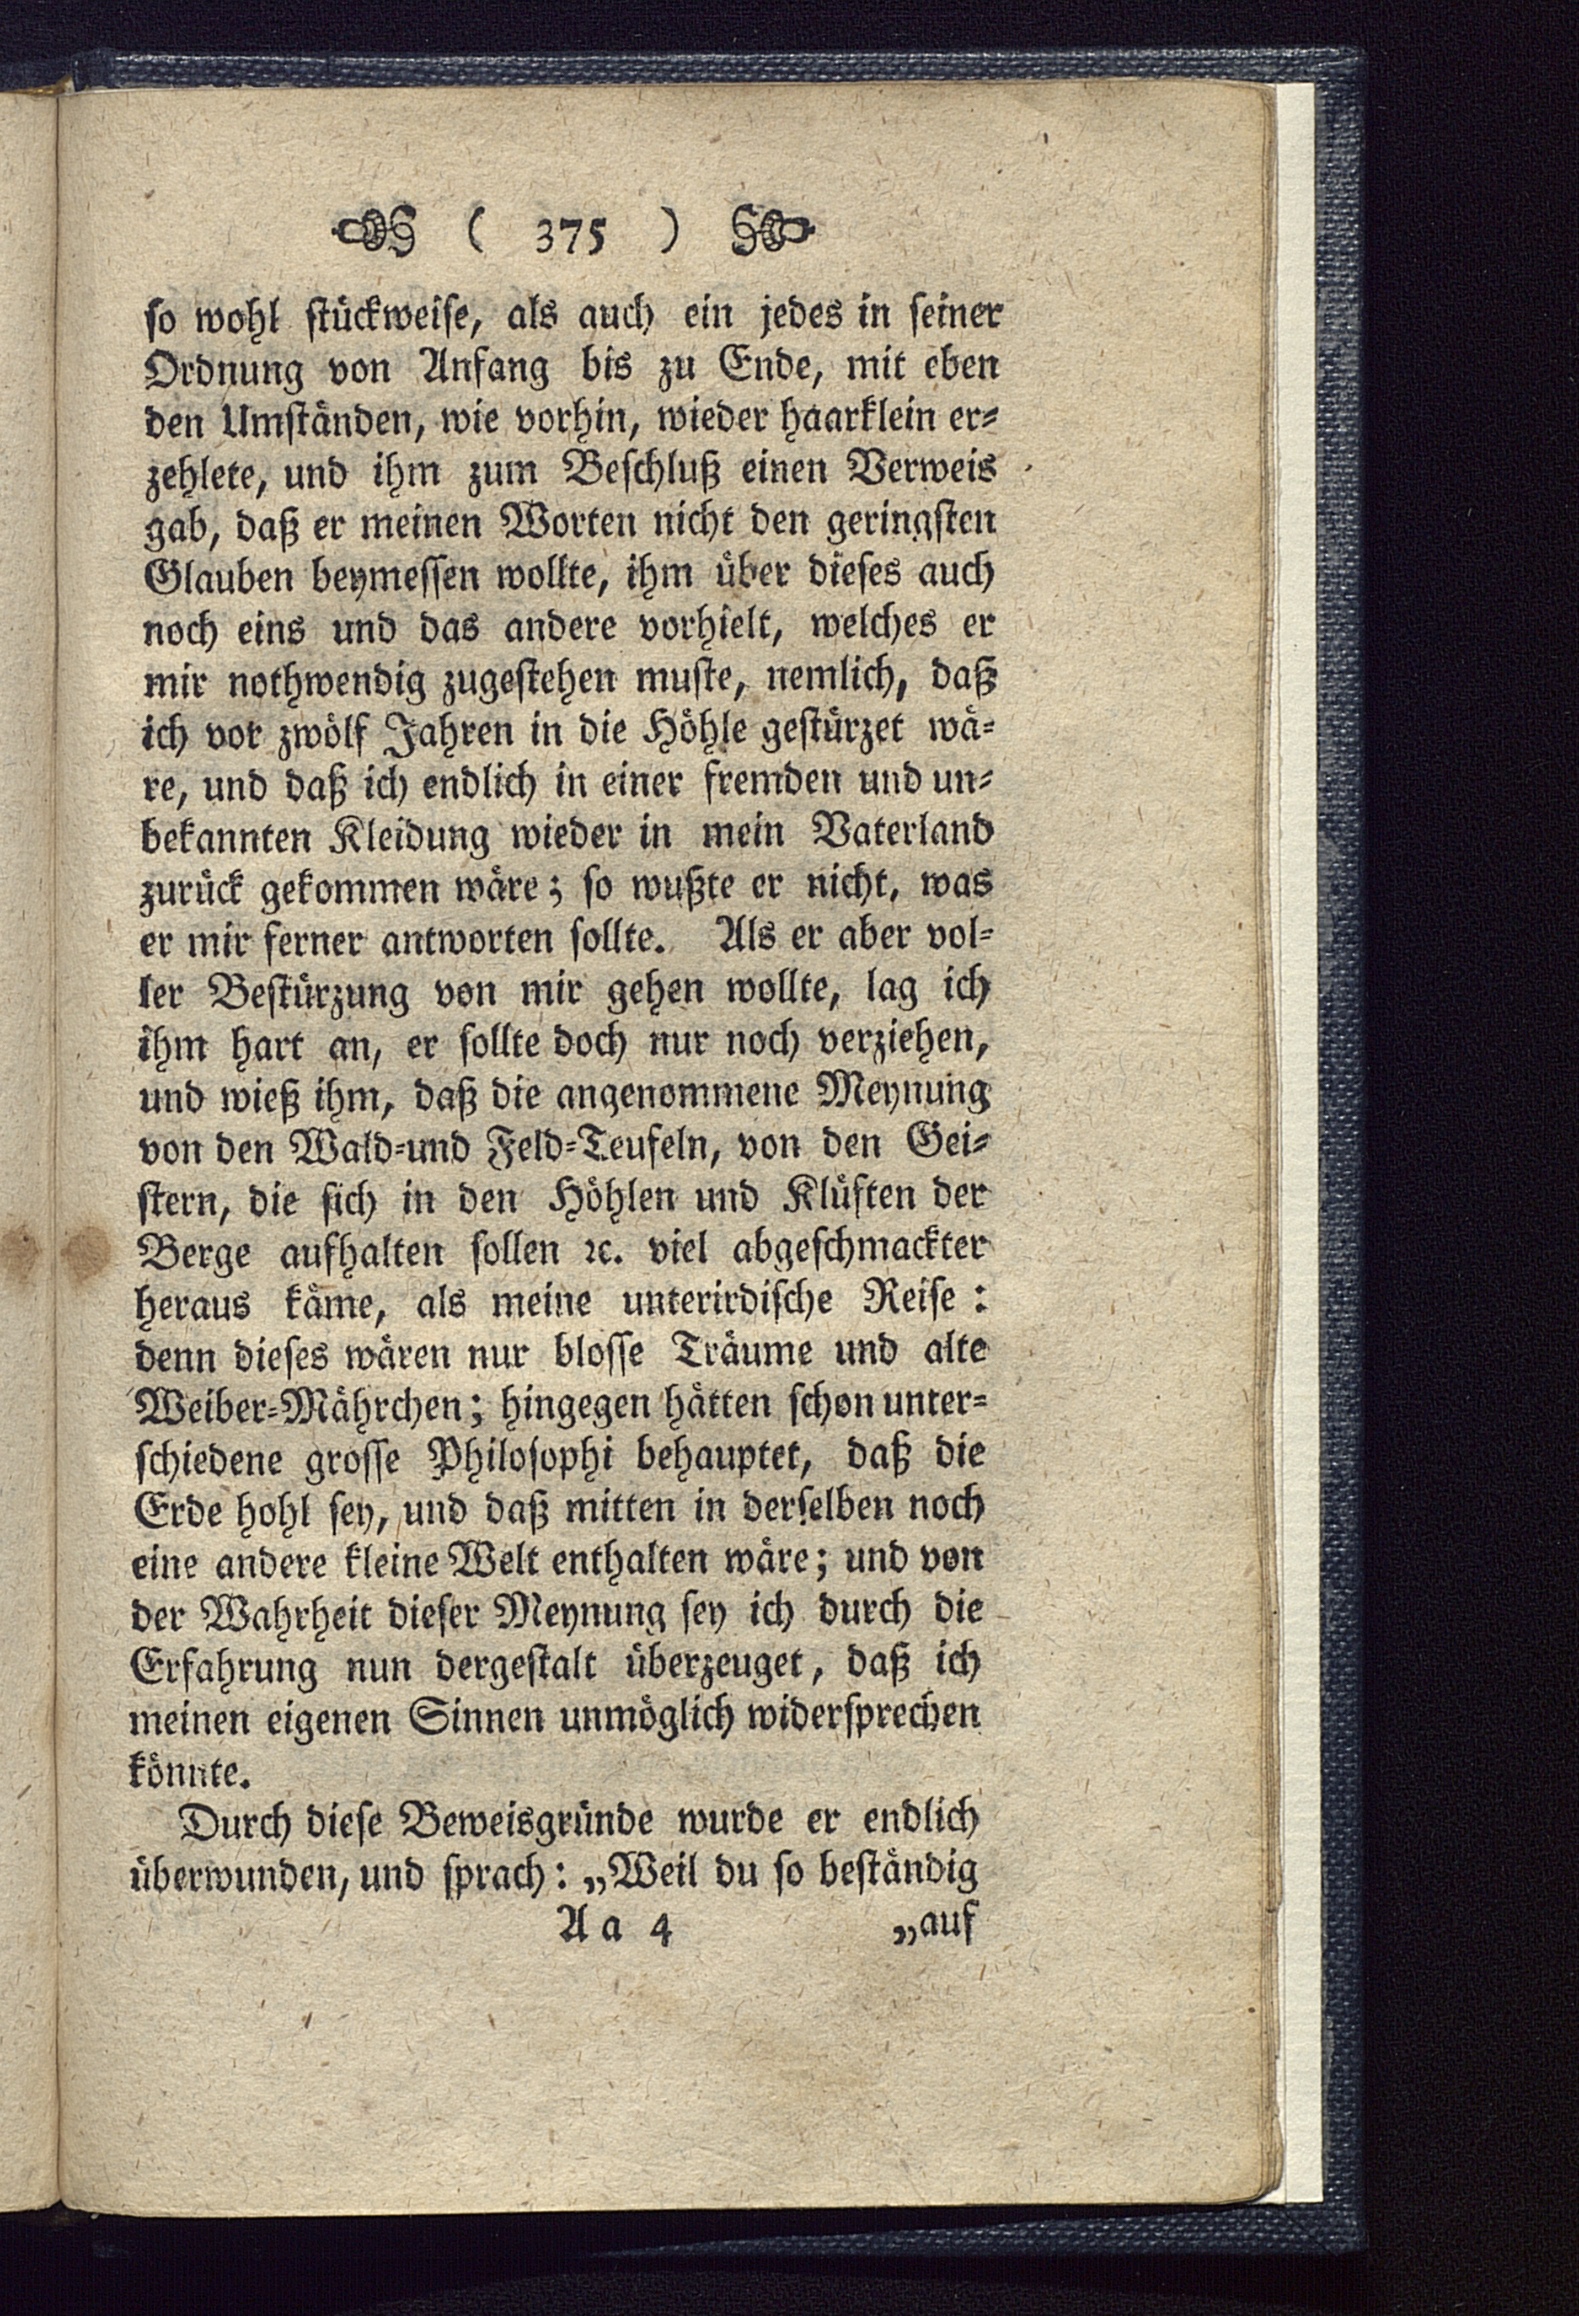 ( 375 )
so wohl stückweise, als auch ein jedes in seiner
Ordnung von Anfang bis zu Ende, mit eben
den Umständen, wie vorhin, wieder haarklein er-
zehlete, und ihm zum Beschluß einen Verweis
gab, daß er meinen Worten nicht den geringsten
Glauben beymessen wollte, ihm über dieses auch
noch eins und das andere vorhielt, welches er
mir nothwendig zugestehen muste, nemlich, daß
ich vor zwölf Jahren in die Höhle gestürzet wä-
re, und daß ich endlich in einer fremden und un-
bekannten Kleidung wieder in mein Vaterland
zurück gekommen wäre; so wußte er nicht, was
er mir ferner antworten sollte. Als er aber vol-
ler Bestürzung von mir gehen wollte, lag ich
ihm hart an, er sollte doch nur noch verziehen,
und wieß ihm, daß die angenommene Meynung
von den Wald-und Feld-Teufeln, von den Gei-
stern, die sich in den Höhlen und Klüften der
Berge aufhalten sollen ꝛc. viel abgeschmackter
heraus käme, als meine unterirdische Reise:
denn dieses wären nur blosse Träume und alte
Weiber-Mährchen; hingegen hätten schon unter-
schiedene grosse Philosophi behauptet, daß die
Erde hohl sey, und daß mitten in derselben noch
eine andere kleine Welt enthalten wäre; und von
der Wahrheit dieser Meynung sey ich durch die
Erfahrung nun dergestalt überzeuget, daß ich
meinen eigenen Sinnen unmöglich widersprechen
könnte.
Durch diese Beweisgründe wurde er endlich
überwunden, und sprach: „Weil du so beständig
A a 4 „auf